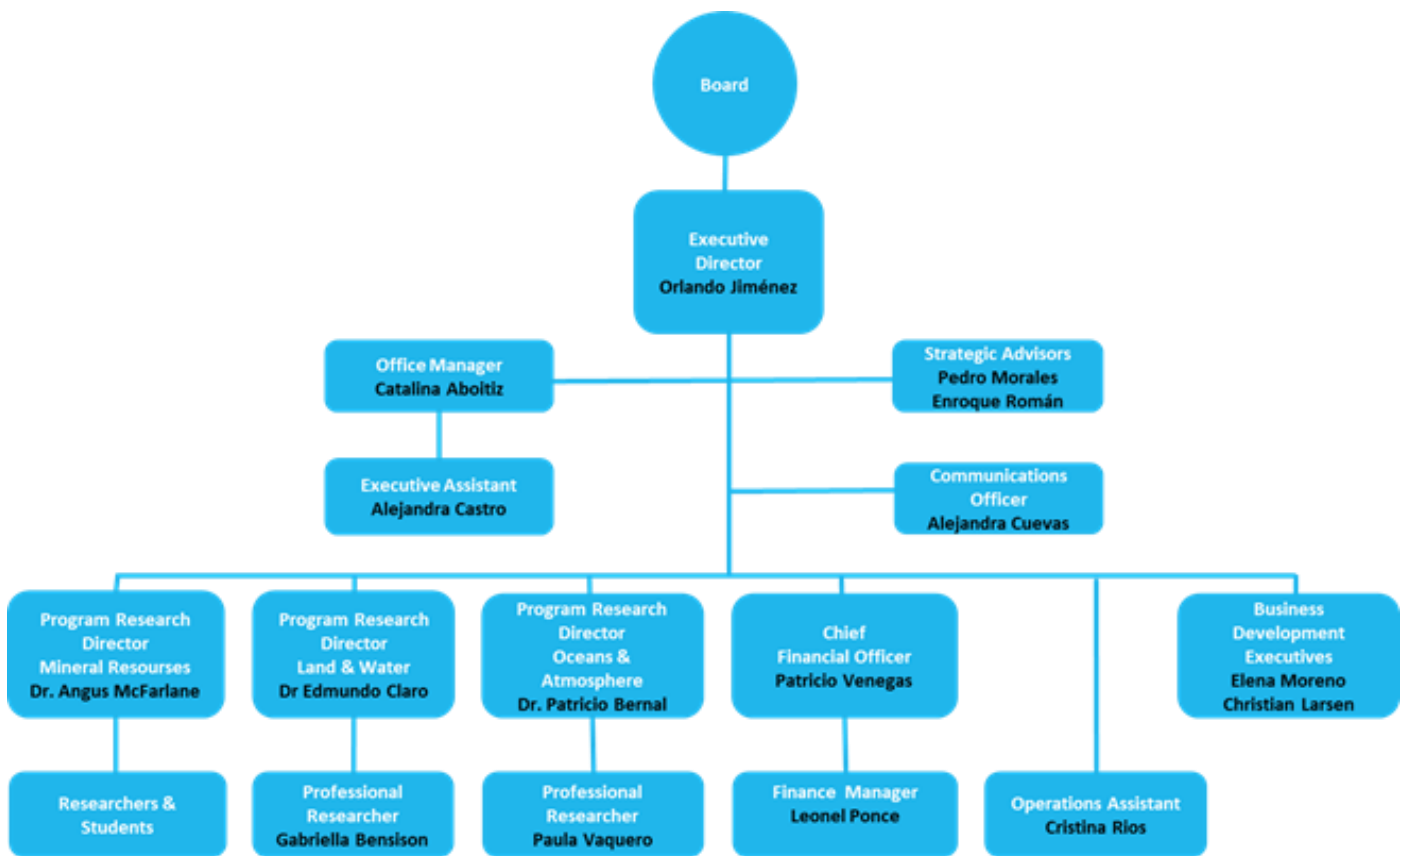 Board
Executive
Director
Orlando Jiménez
Office Manager
Catalina Aboitiz
Strategic Advisors
Pedro Morales
Enroque Román
Executive Assistant
Alejandra Castro
Communications
Officer
Alejandra Cuevas
Program Research
Director
Mineral Resourses
Dr. Angus McFarlane
Program Research
Director
Land & Water
Dr Edmundo Claro
Program Research
Director
Oceans &
Atmosphere
Dr. Patricio Bernal
Chief
Financial Officer
Patricio Venegas
Business
Development
Executives
Elena Moreno
Christian Larsen
Researchers &
Students
Professional
Researcher
Gabriella Bensison
Professional
Researcher
Paula Vaquero
Finance Manager
Leonel Ponce
Operations Assistant
Cristina Rios